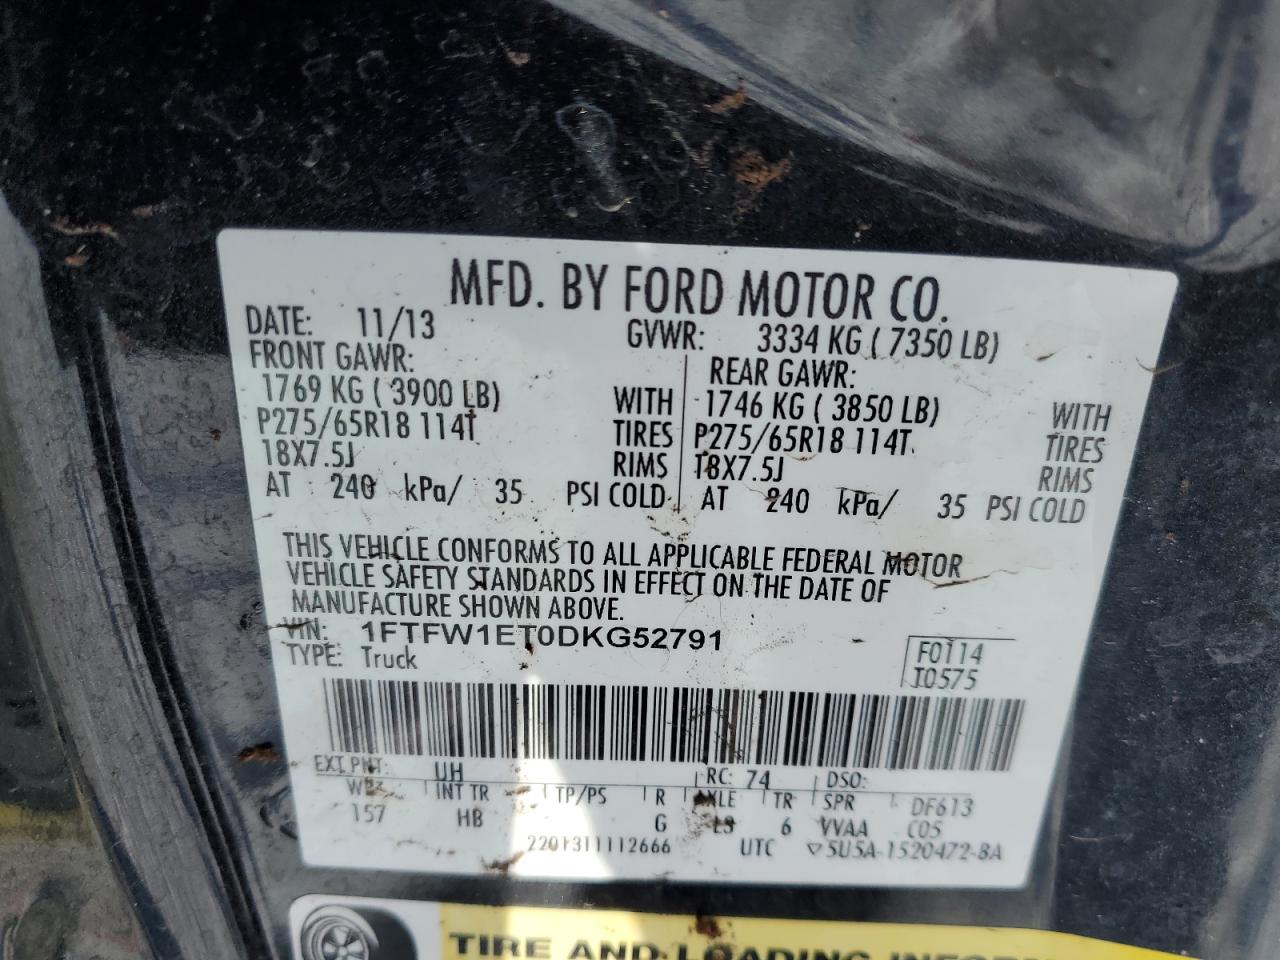 MFD. BY FORD MOTOR CO.
DATE: 11/13 GVWR: 3334 KG ( 7350 LB)
FRONT GAWR: REAR GAWR:
1769 KG ( 3900 LB) WITH 1746 KG ( 3850 LB) WITH
P275/65R18 114T TIRES P275/65R18 114T TIRES
18X7.5J RIMS 18X7.5J RIMS
AT 240 kPa/ 35 PSI COLD AT 240 kPa/ 35 PSI COLD
THIS VEHICLE CONFORMS TO ALL APPLICABLE FEDERAL MOTOR
VEHICLE SAFETY STANDARDS IN EFFECT ON THE DATE OF
MANUFACTURE SHOWN ABOVE.
VIN: 1FTFW1ET0DKG52791
TYPE: Truck
F0114
T0575
EXT PNT: UH RC: 74 DSO:
WB INT TR TP/PS R AXLE TR SPR DF613
157 HB G L3 6 VVAA C05
2201311112666 UTC ▽5U5A-1520472-BA
TIRE AND LOADING